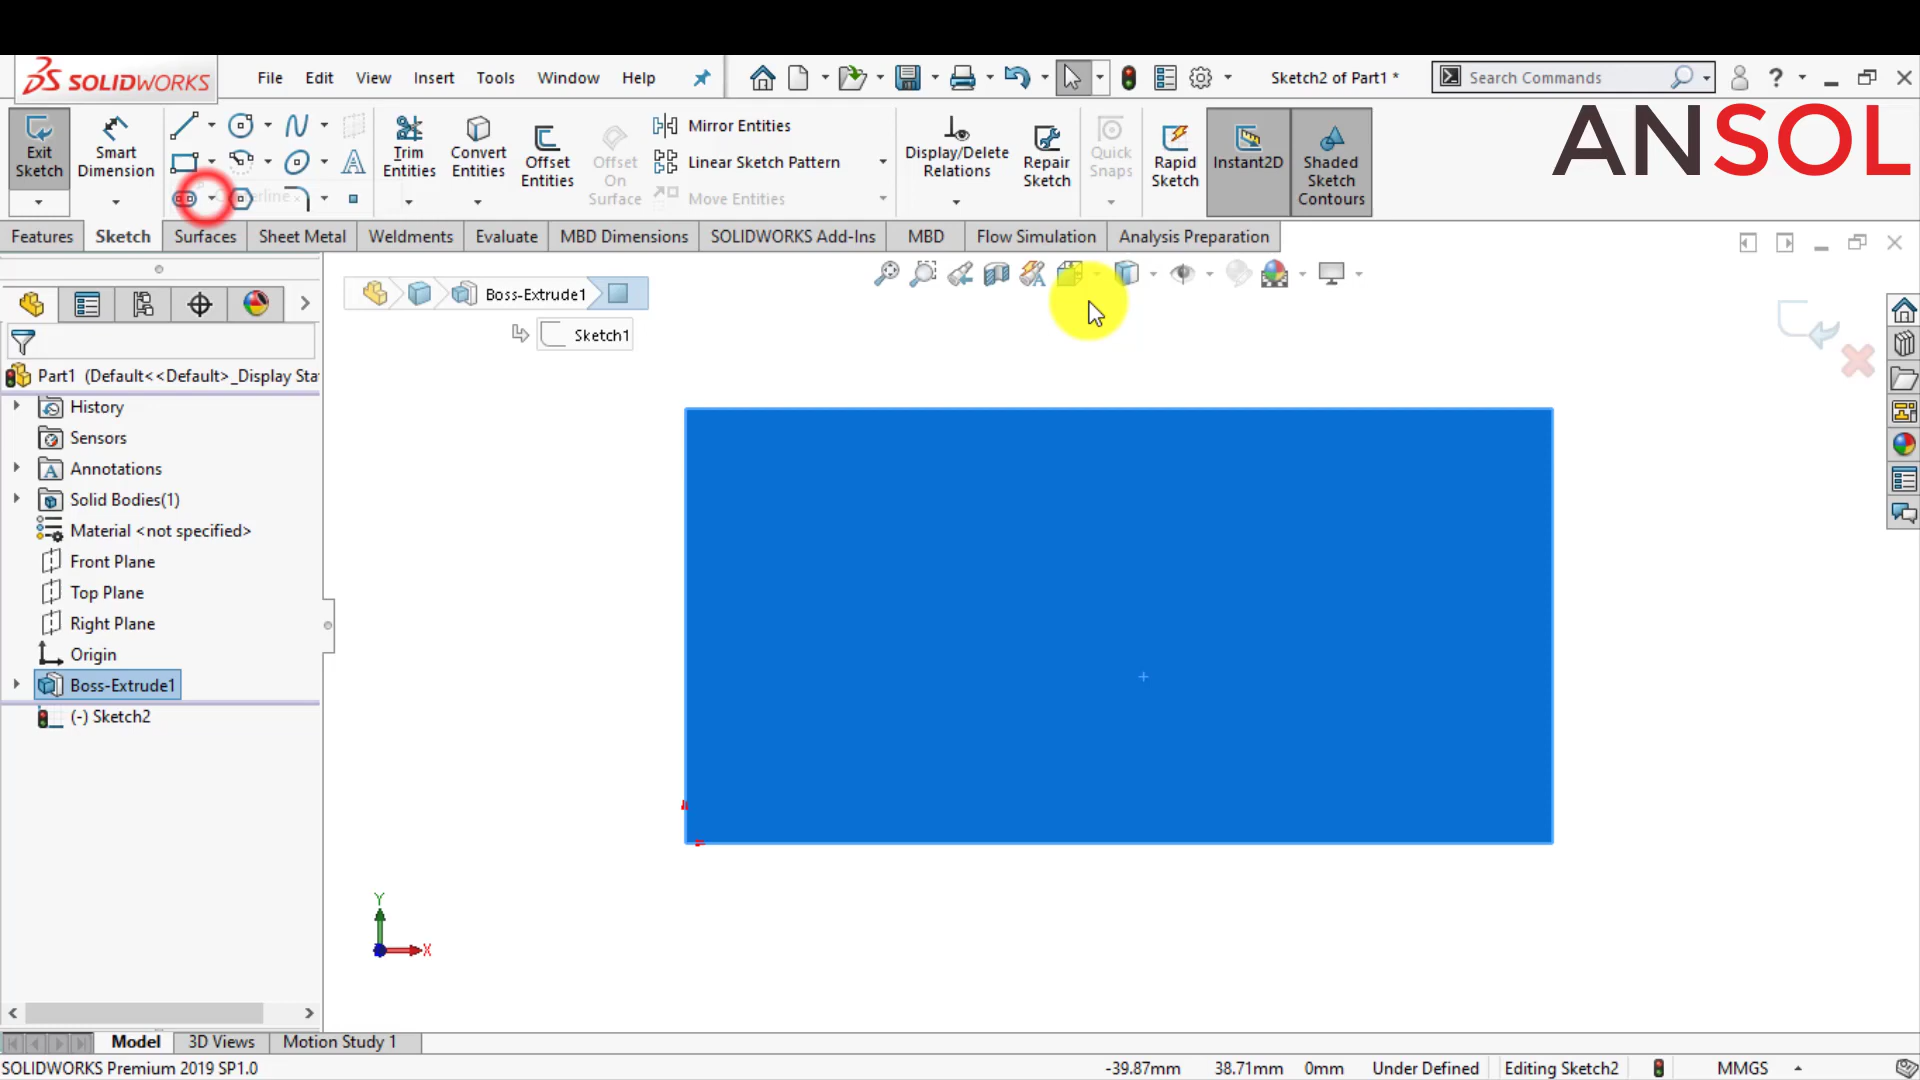 SOLIDWORKS
File Edit View Insert Tools Window Help
Sketch2 of Part1 *
Search Commands
?
ANSOL
Exit Sketch
Smart Dimension
Trim Entities
Convert Entities
Offset Entities
Offset On Surface
Mirror Entities
Linear Sketch Pattern
Move Entities
Display/Delete Relations
Repair Sketch
Quick Snaps
Rapid Sketch
Instant2D
Shaded Sketch Contours
Features Sketch Surfaces Sheet Metal Weldments Evaluate MBD Dimensions SOLIDWORKS Add-Ins MBD Flow Simulation Analysis Preparation
Boss-Extrude1
Sketch1
Part1 (Default<<Default>_Display Sta
History
Sensors
Annotations
Solid Bodies(1)
Material <not specified>
Front Plane
Top Plane
Right Plane
Origin
Boss-Extrude1
(-) Sketch2
Y
X
Model 3D Views Motion Study 1
SOLIDWORKS Premium 2019 SP1.0
-39.87mm 38.71mm 0mm Under Defined Editing Sketch2 MMGS